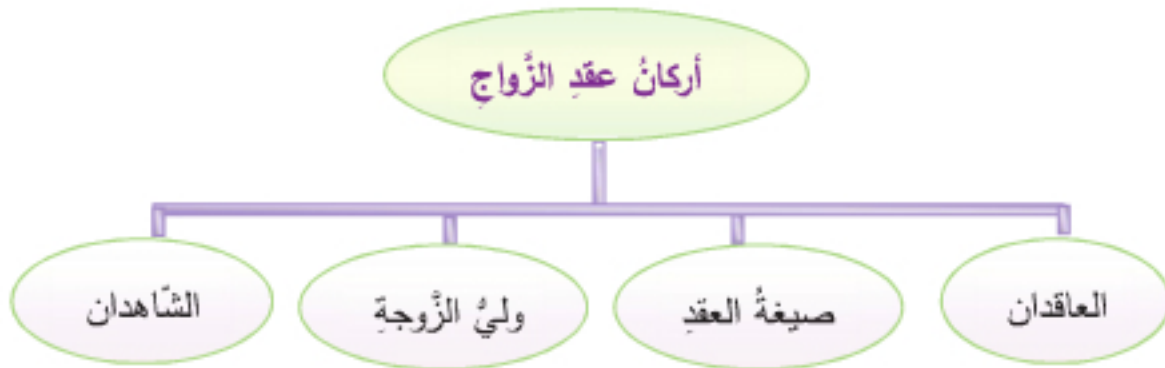 أركانُ عقدِ الزَّواجِ
العاقدان
صيغةُ العقدِ
وليُّ الزَّوجةِ
الشّاهدان